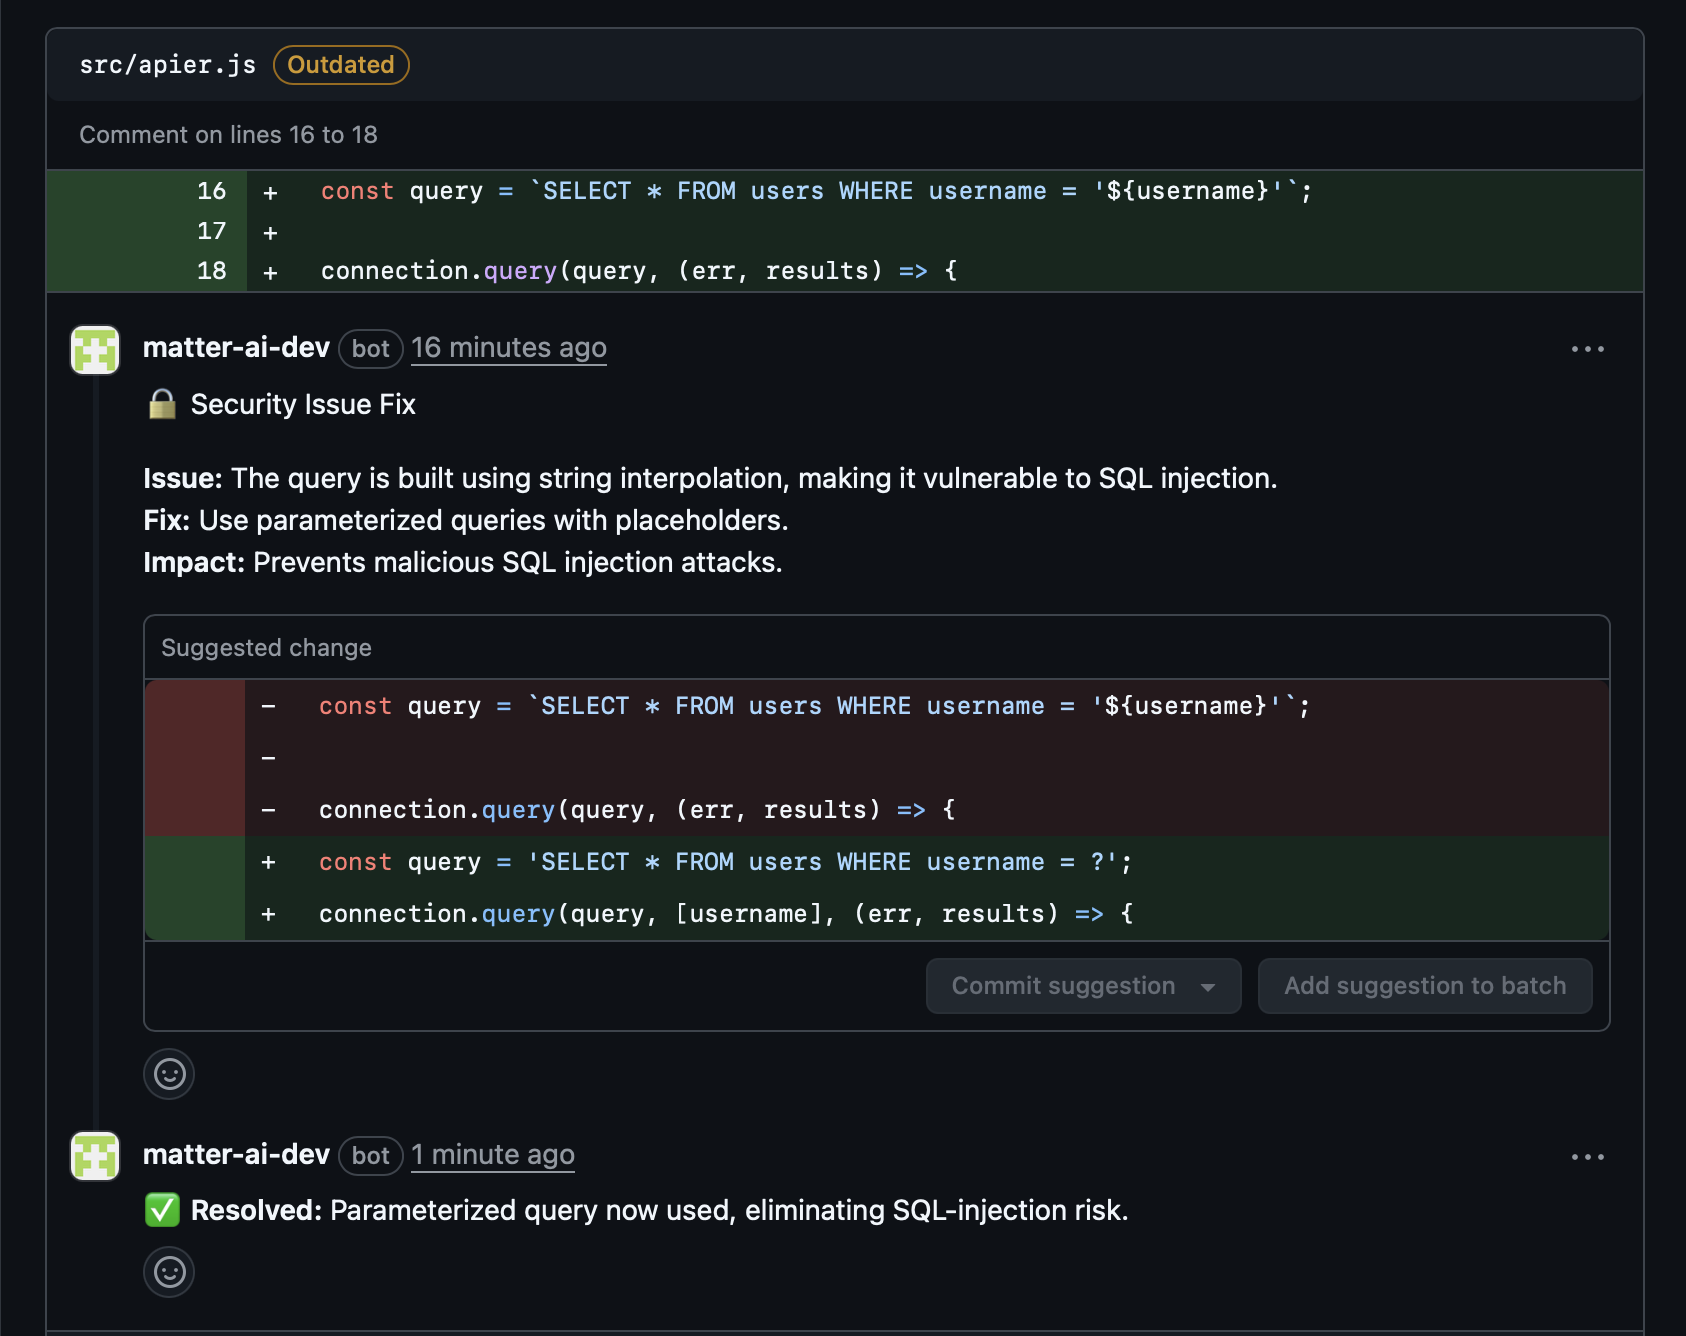 src/apier.js Outdated
Comment on lines 16 to 18
16 + const query = `SELECT * FROM users WHERE username = '${username}'`;
17 +
18 + connection.query(query, (err, results) => {
matter-ai-dev bot 16 minutes ago
🔒 Security Issue Fix
Issue: The query is built using string interpolation, making it vulnerable to SQL injection.
Fix: Use parameterized queries with placeholders.
Impact: Prevents malicious SQL injection attacks.
Suggested change
- const query = `SELECT * FROM users WHERE username = '${username}'`;
-
- connection.query(query, (err, results) => {
+ const query = 'SELECT * FROM users WHERE username = ?';
+ connection.query(query, [username], (err, results) => {
Commit suggestion Add suggestion to batch
matter-ai-dev bot 1 minute ago
✅ Resolved: Parameterized query now used, eliminating SQL-injection risk.